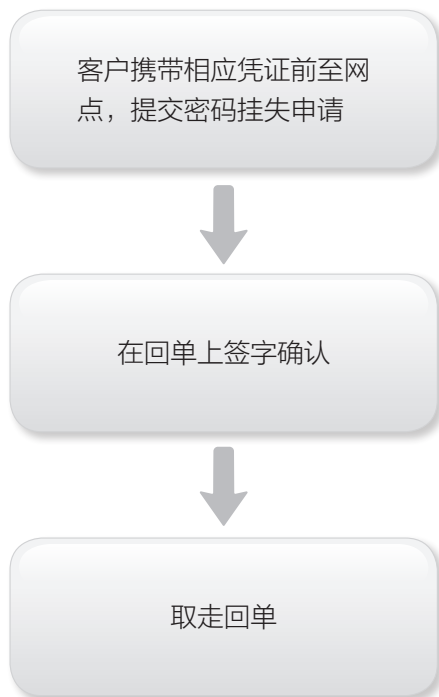 客户携带相应凭证前至网
点，提交密码挂失申请
在回单上签字确认
取走回单